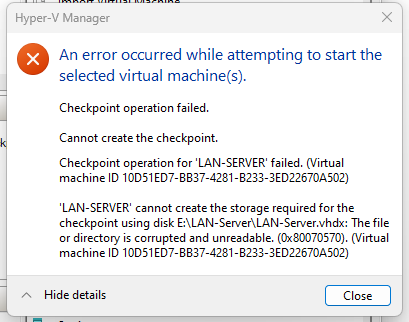 Import Virtual Machine
Hyper-V Manager
An error occurred while attempting to start the
selected virtual machine(s).
Checkpoint operation failed.
Cannot create the checkpoint.
Checkpoint operation for 'LAN-SERVER' failed. (Virtual
machine ID 10D51ED7-BB37-4281-B233-3ED22670A502)
'LAN-SERVER' cannot create the storage required for the
checkpoint using disk E:\LAN-Server\LAN-Server.vhdx: The file
or directory is corrupted and unreadable. (0x80070570). (Virtual
machine ID 10D51ED7-BB37-4281-B233-3ED22670A502)
Hide details
Close